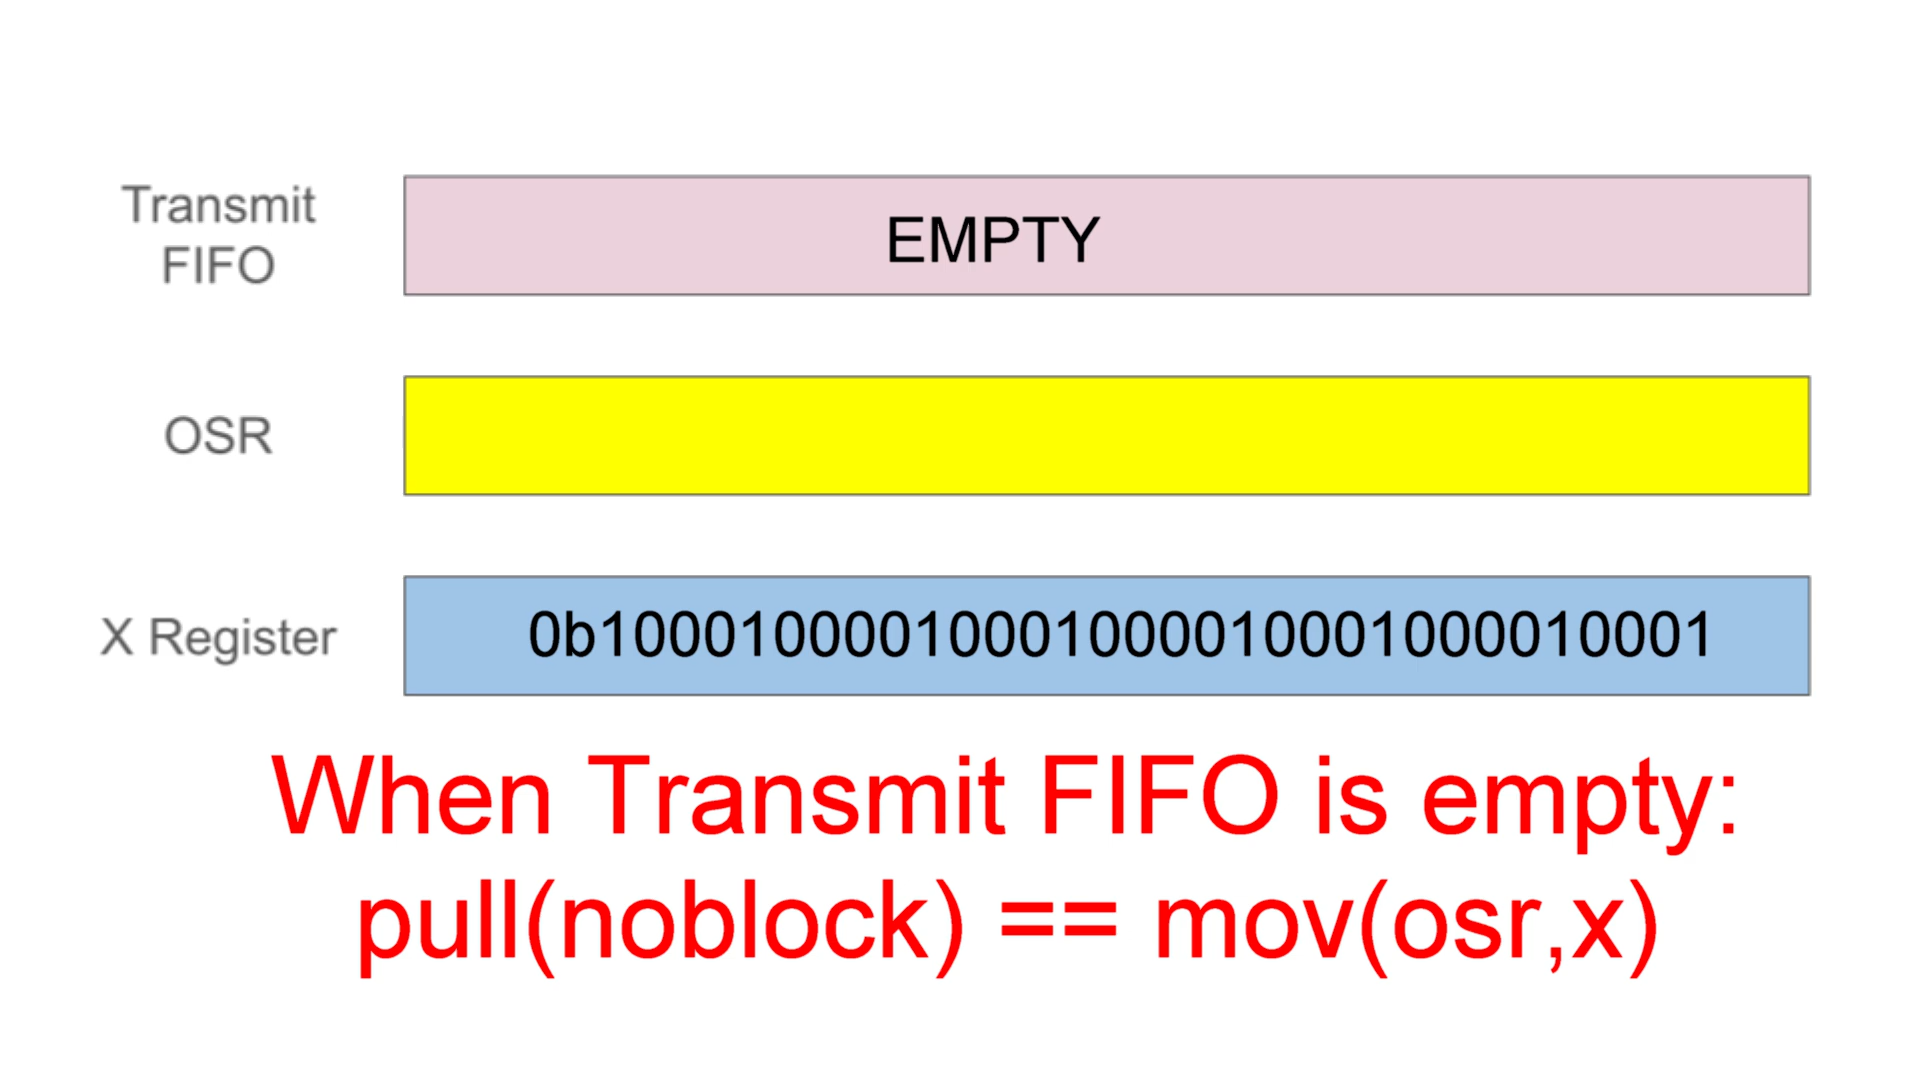 Transmit
FIFO
EMPTY
OSR
X Register
0b10001000010001000010001000010001
When Transmit FIFO is empty:
pull(noblock) == mov(osr,x)